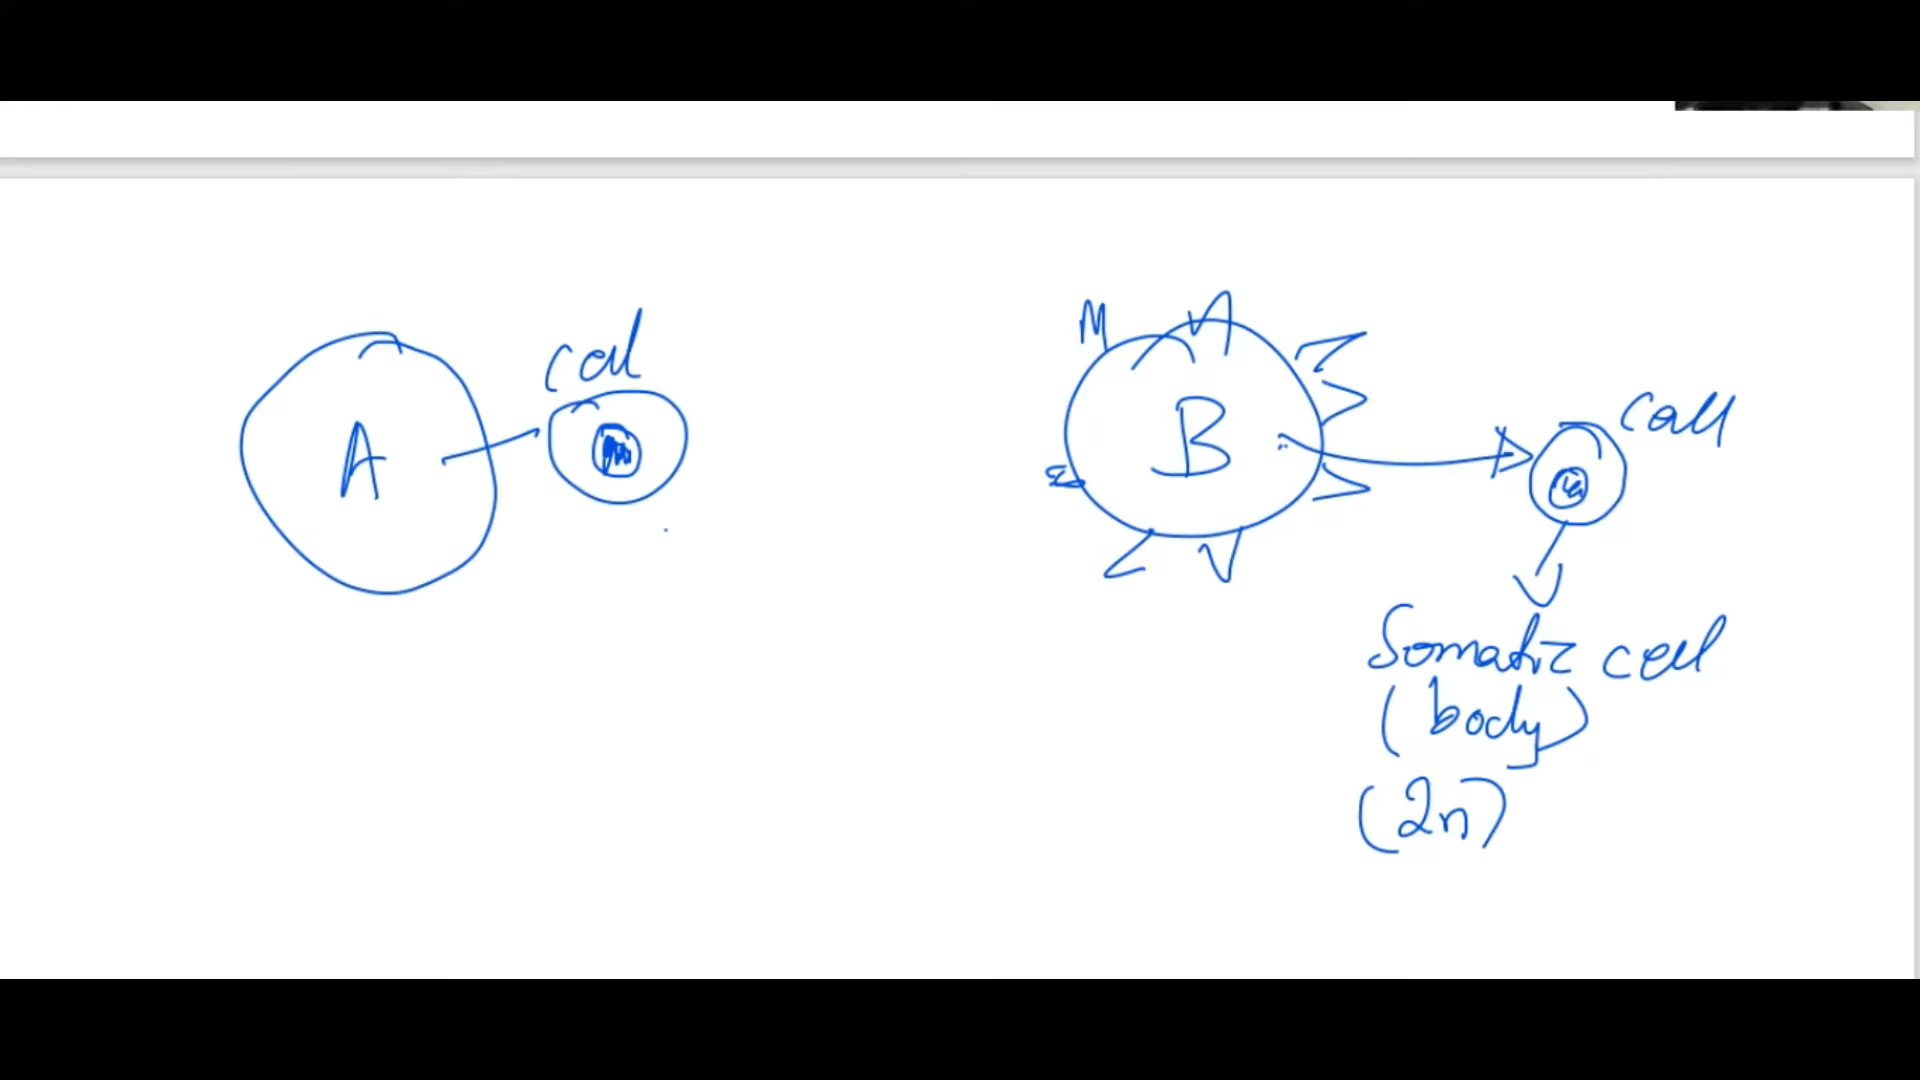 cell
A
B
cell
Somatic cell
(body)
(2n)